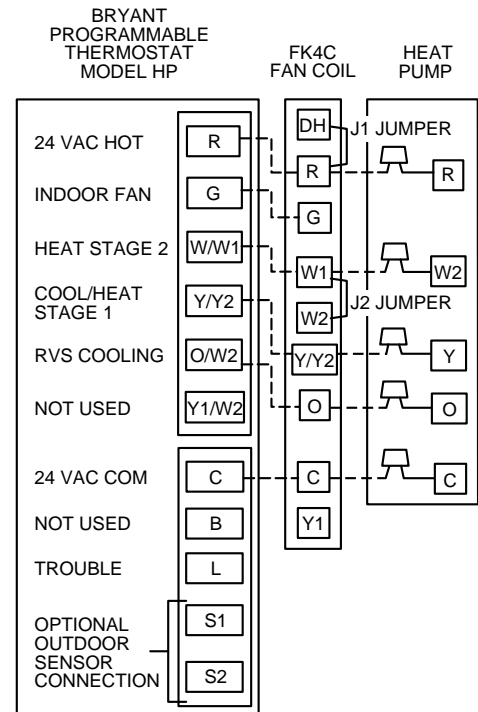 BRYANT
PROGRAMMABLE
THERMOSTAT
MODEL HP
FK4C
FAN COIL
HEAT
PUMP
24 VAC HOT
R
DH
J1 JUMPER
R
R
INDOOR FAN
G
G
HEAT STAGE 2
W/W1
W1
W2
COOL/HEAT
STAGE 1
Y/Y2
W2
J2 JUMPER
RVS COOLING
O/W2
Y/Y2
Y
NOT USED
Y1/W2
O
O
24 VAC COM
C
C
C
NOT USED
B
Y1
TROUBLE
L
OPTIONAL
OUTDOOR
SENSOR
CONNECTION
S1
S2